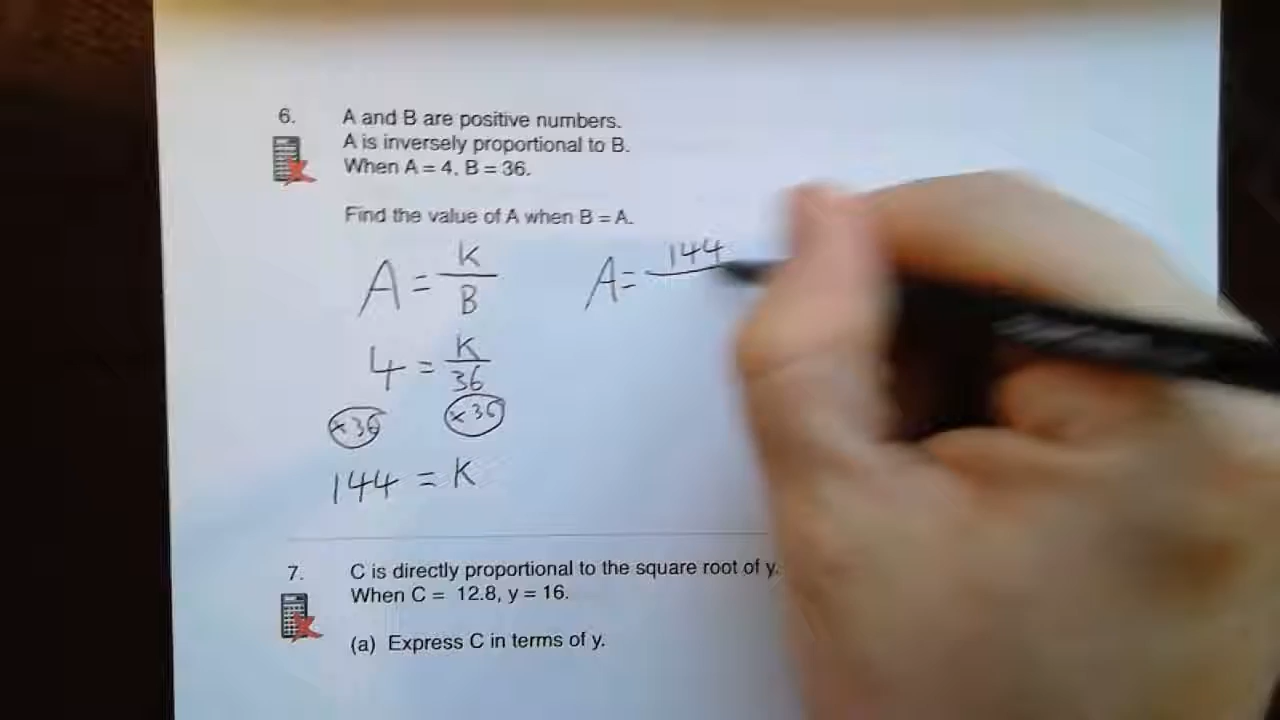 6. A and B are positive numbers.
A is inversely proportional to B.
When A = 4, B = 36.
Find the value of A when B = A.
A = K/B
4 = K/36
×36 ×36
144 = K
A = 144
7. C is directly proportional to the square root of y.
When C = 12.8, y = 16.
(a) Express C in terms of y.